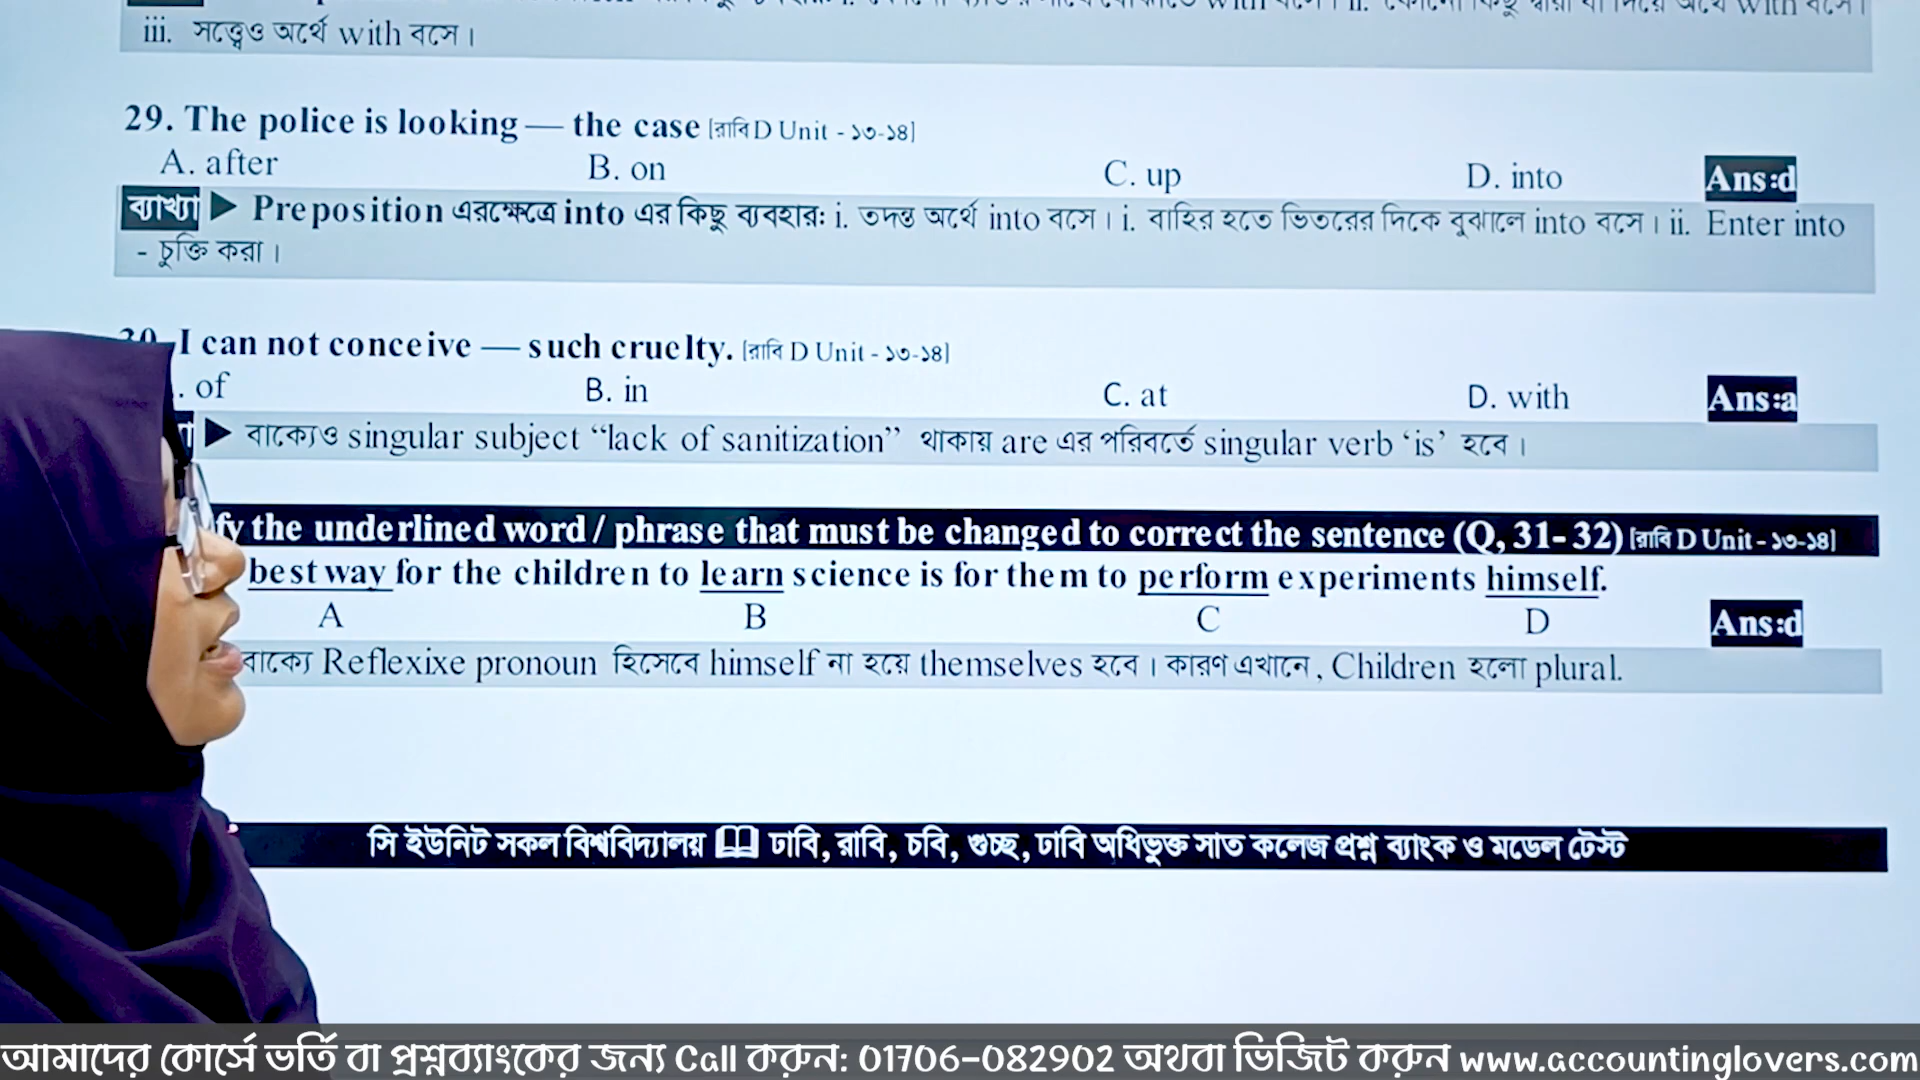 iii. সত্ত্বেও অর্থে with বসে।
29. The police is looking — the case [রাবি D Unit - ১৩-১৪]
A. after B. on C. up D. into Ans:d
ব্যাখ্যা ▶ Preposition এরক্ষেত্রে into এর কিছু ব্যবহারঃ i. তদন্ত অর্থে into বসে। i. বাহির হতে ভিতরের দিকে বুঝালে into বসে। ii. Enter into
- চুক্তি করা।
30. I can not conceive — such cruelty. [রাবি D Unit - ১৩-১৪]
. of B. in C. at D. with Ans:a
▶ বাক্যেও singular subject “lack of sanitization” থাকায় are এর পরিবর্তে singular verb ‘is’ হবে।
fy the underlined word / phrase that must be changed to correct the sentence (Q, 31- 32) [রাবি D Unit - ১৩-১৪]
best way for the children to learn science is for them to perform experiments himself.
A B C D Ans:d
বাক্যে Reflexixe pronoun হিসেবে himself না হয়ে themselves হবে। কারণ এখানে, Children হলো plural.
সি ইউনিট সকল বিশ্ববিদ্যালয় 📖 ঢাবি, রাবি, চবি, গুচ্ছ, ঢাবি অধিভুক্ত সাত কলেজ প্রশ্ন ব্যাংক ও মডেল টেস্ট
আমাদের কোর্সে ভর্তি বা প্রশ্নব্যাংকের জন্য Call করুন: 01706-082902 অথবা ভিজিট করুন www.accountinglovers.com